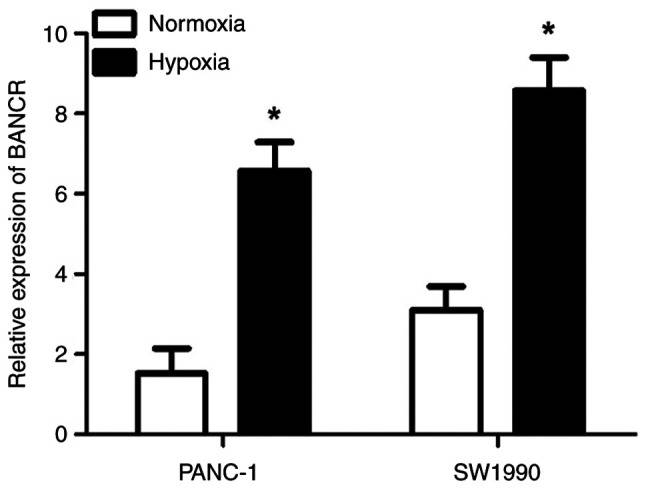 Relative expression of BANCR
10
8
6
4
2
0
Normoxia
Hypoxia
*
*
PANC-1
SW1990